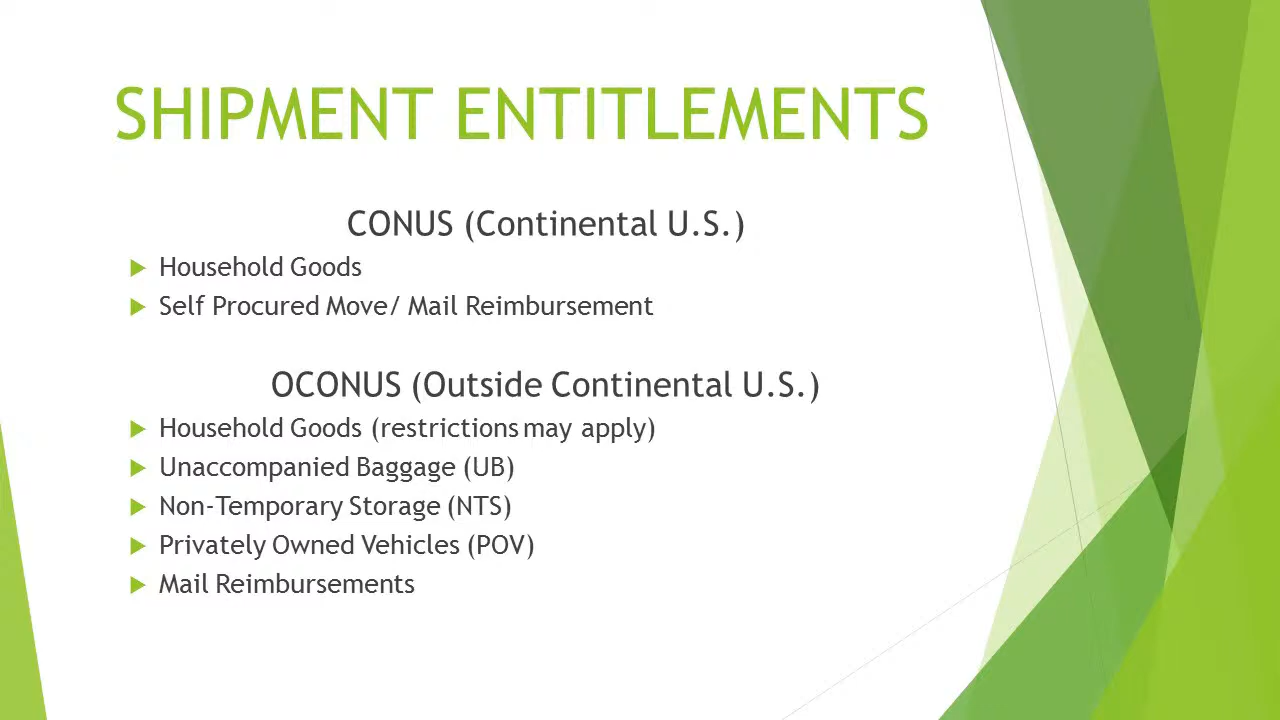 SHIPMENT ENTITLEMENTS
CONUS (Continental U.S.)
Household Goods
Self Procured Move/ Mail Reimbursement
OCONUS (Outside Continental U.S.)
Household Goods (restrictions may apply)
Unaccompanied Baggage (UB)
Non-Temporary Storage (NTS)
Privately Owned Vehicles (POV)
Mail Reimbursements